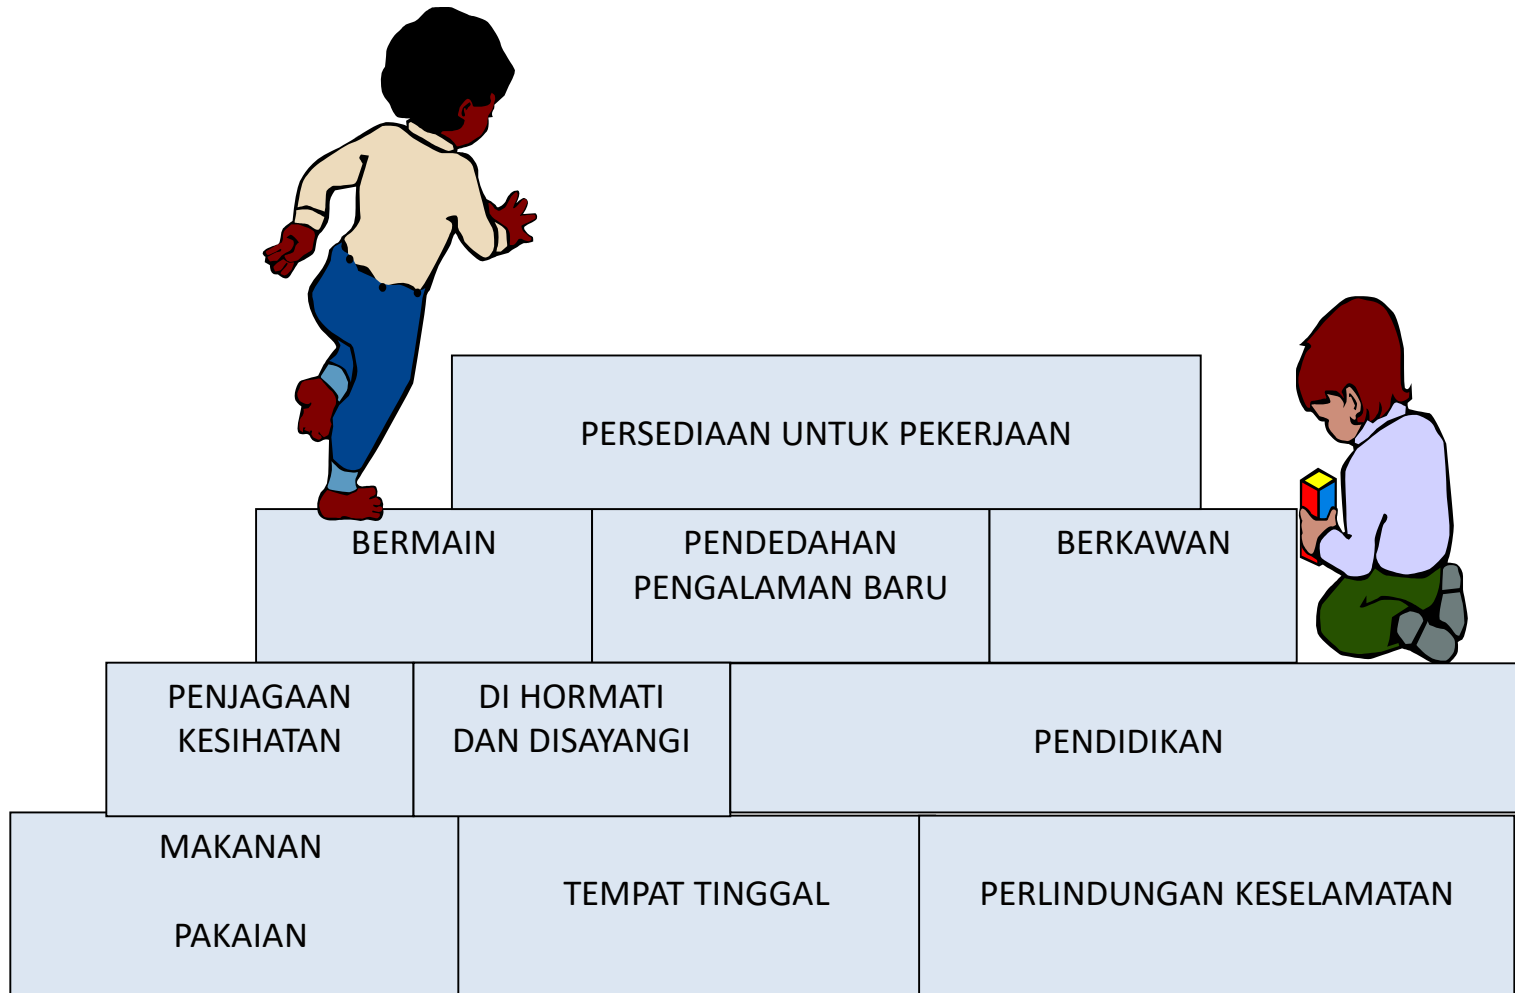 PERSEDIAAN UNTUK PEKERJAAN
BERMAIN
PENDEDAHAN
PENGALAMAN BARU
BERKAWAN
PENJAGAAN
KESIHATAN
DI HORMATI
DAN DISAYANGI
PENDIDIKAN
MAKANAN
PAKAIAN
TEMPAT TINGGAL
PERLINDUNGAN KESELAMATAN